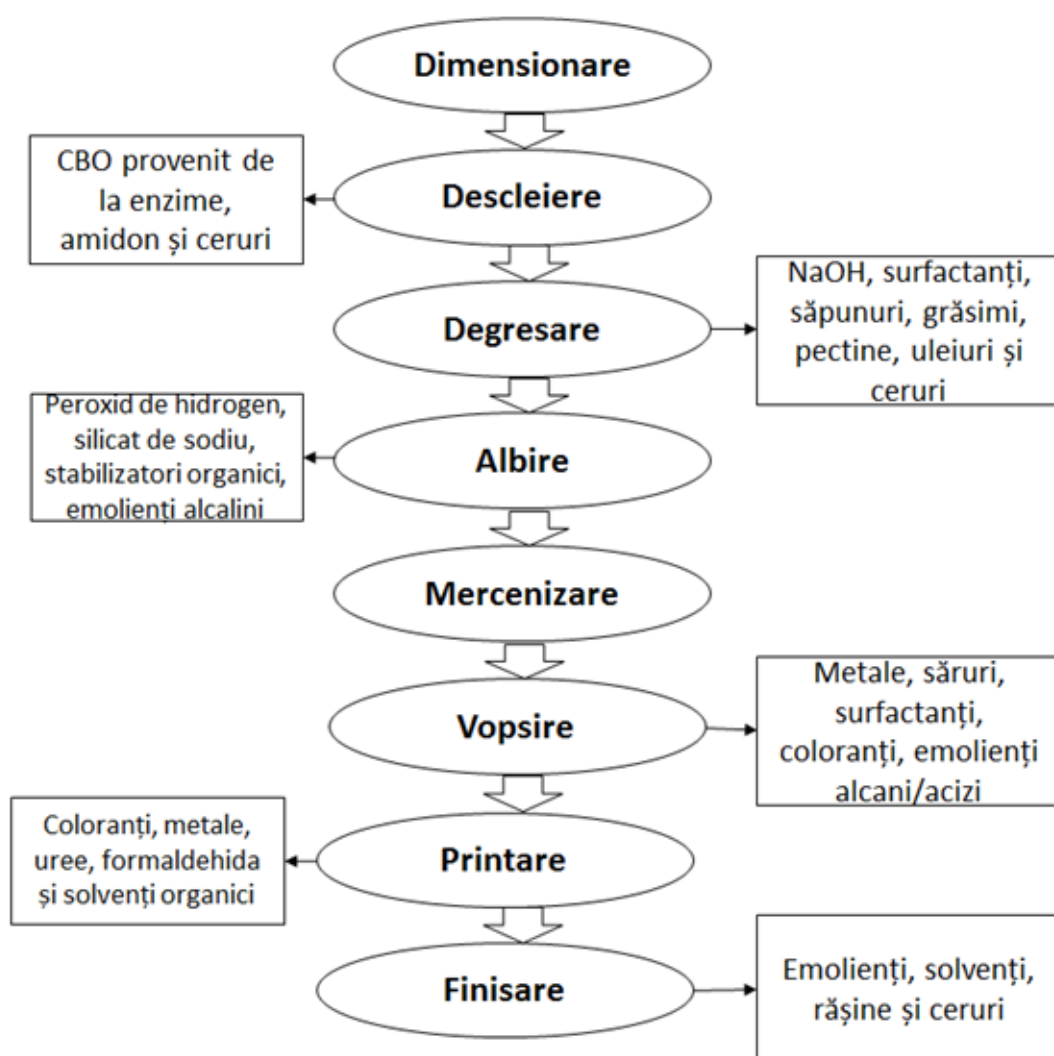 Dimensionare
CBO provenit de
la enzime,
amidon și ceruri
Descleiere
NaOH, surfactanți,
săpunuri, grăsimi,
pectine, uleiuri și
ceruri
Degresare
Peroxid de hidrogen,
silicat de sodiu,
stabilizatori organici,
emolienți alcalini
Albire
Mercenizare
Metale, săruri,
surfactanți,
coloranți, emolienți
alcani/acizi
Vopsire
Coloranți, metale,
uree, formaldehida
și solvenți organici
Printare
Finisare
Emolienți, solvenți,
rășine și ceruri